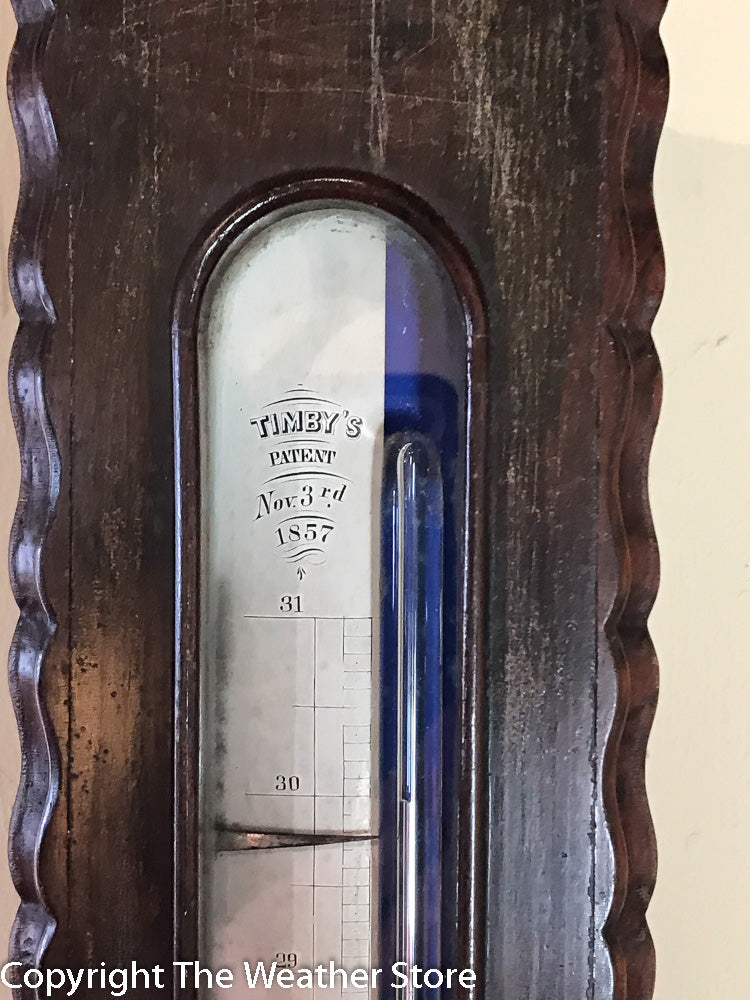 TIMBY'S
PATENT
Nov. 3rd.
1857
31
30
29
Copyright The Weather Store